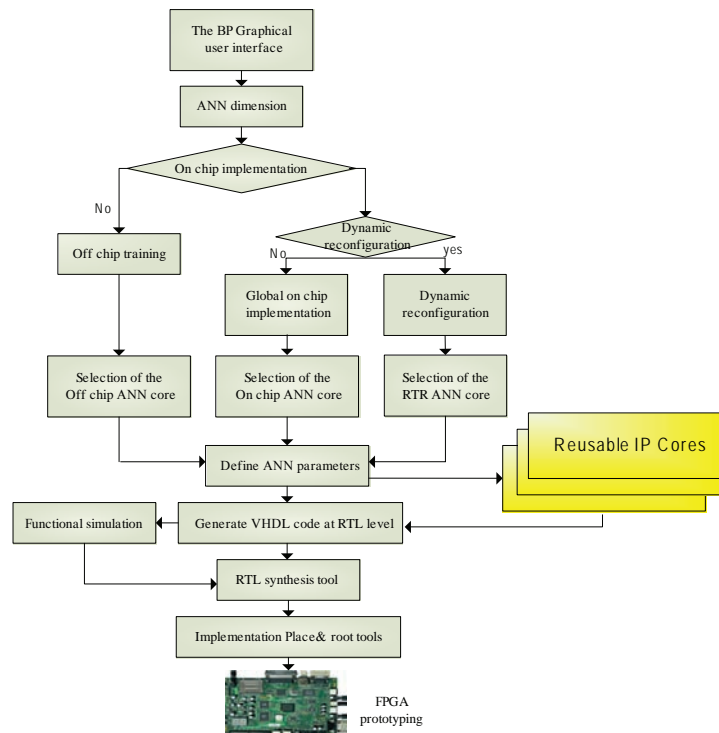 The BP Graphical
user interface
ANN dimension
On chip implementation
No
Dynamic
reconfiguration
No
yes
Off chip training
Global on chip
implementation
Dynamic
reconfiguration
Selection of the
Off chip ANN core
Selection of the
On chip ANN core
Selection of the
RTR ANN core
Reusable IP Cores
Define ANN parameters
Functional simulation
Generate VHDL code at RTL level
RTL synthesis tool
Implementation Place& root tools
FPGA
prototyping